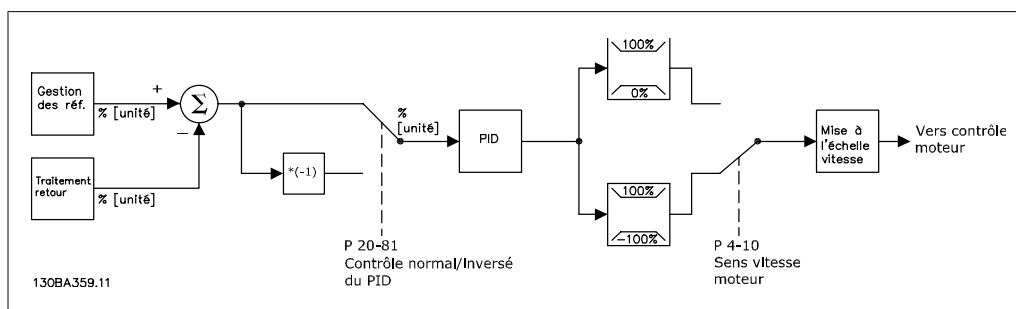 Gestion
des réf.
+
% [unité]
Σ
−
Traitement
retour
% [unité]
*(-1)
%
[unité]
P 20-81
Contrôle normal/Inversé
du PID
PID
100%
0%
100%
-100%
P 4-10
Sens vitesse
moteur
Mise à
l'échelle
vitesse
Vers contrôle
moteur
130BA359.11